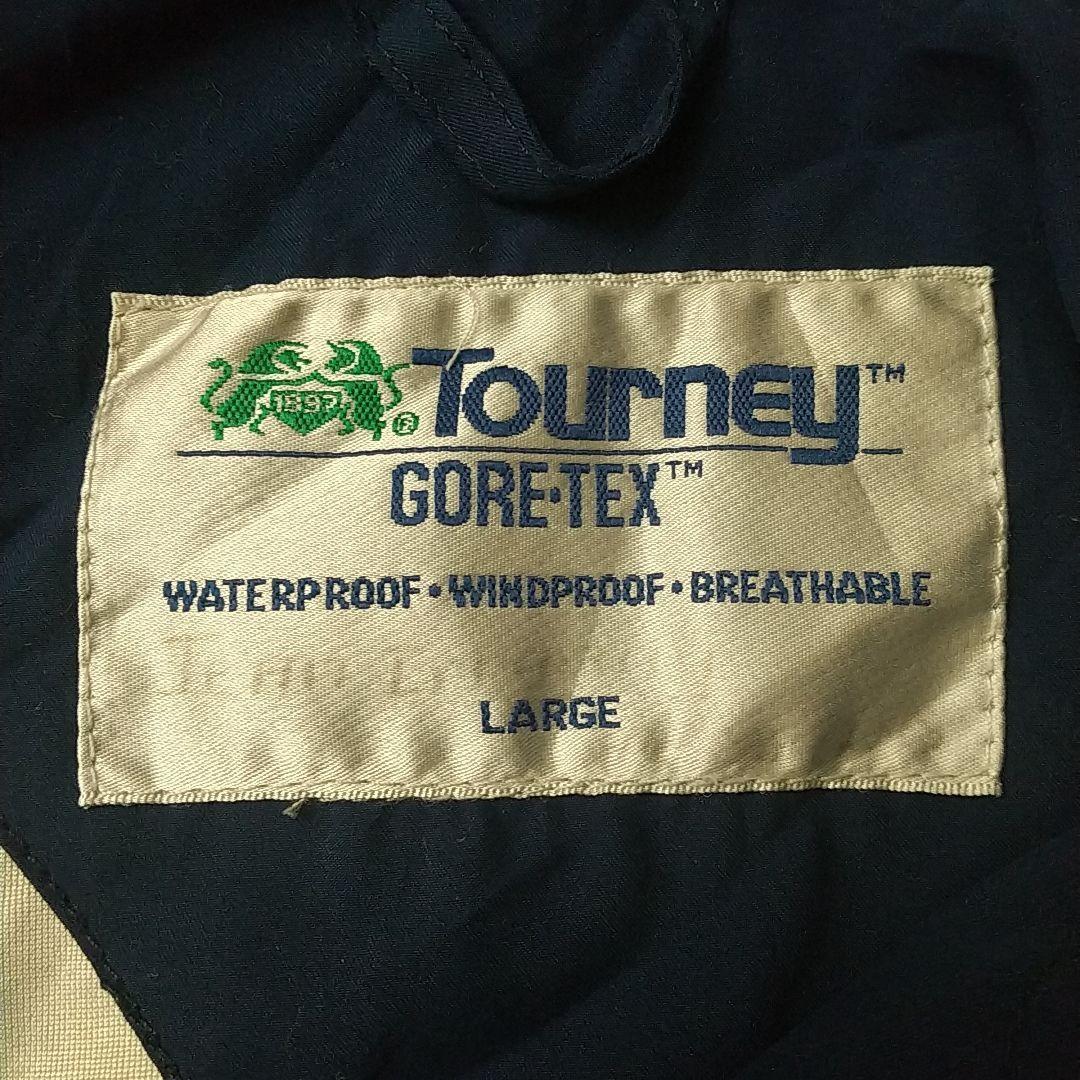 1897
® Tourney™
GORE-TEX™
WATERPROOF • WINDPROOF • BREATHABLE
LARGE